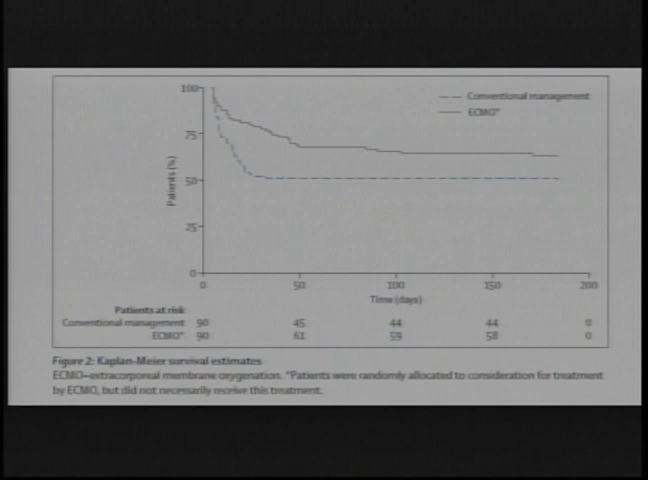 100
Conventional management
ECMO*
75
50
25
0
Patients (%)
0 50 100 150 200
Time (days)
Patients at risk
Conventional management 90 45 44 44 0
ECMO* 90 61 59 58 0
Figure 2: Kaplan-Meier survival estimates
ECMO=extracorporeal membrane oxygenation. *Patients were randomly allocated to consideration for treatment
by ECMO, but did not necessarily receive this treatment.